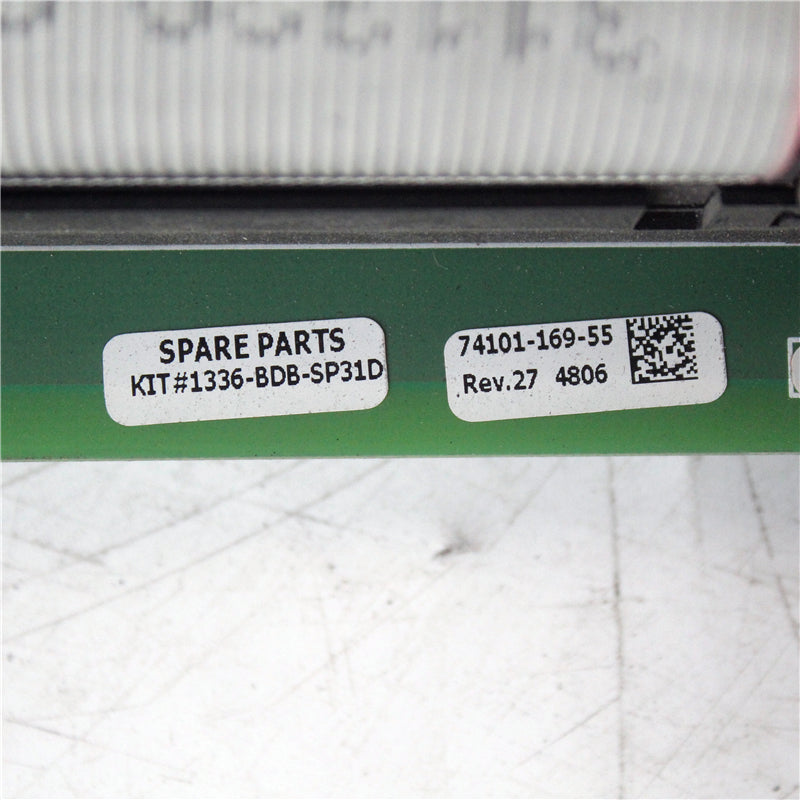 SPARE PARTS
KIT#1336-BDB-SP31D
74101-169-55
Rev.27 4806